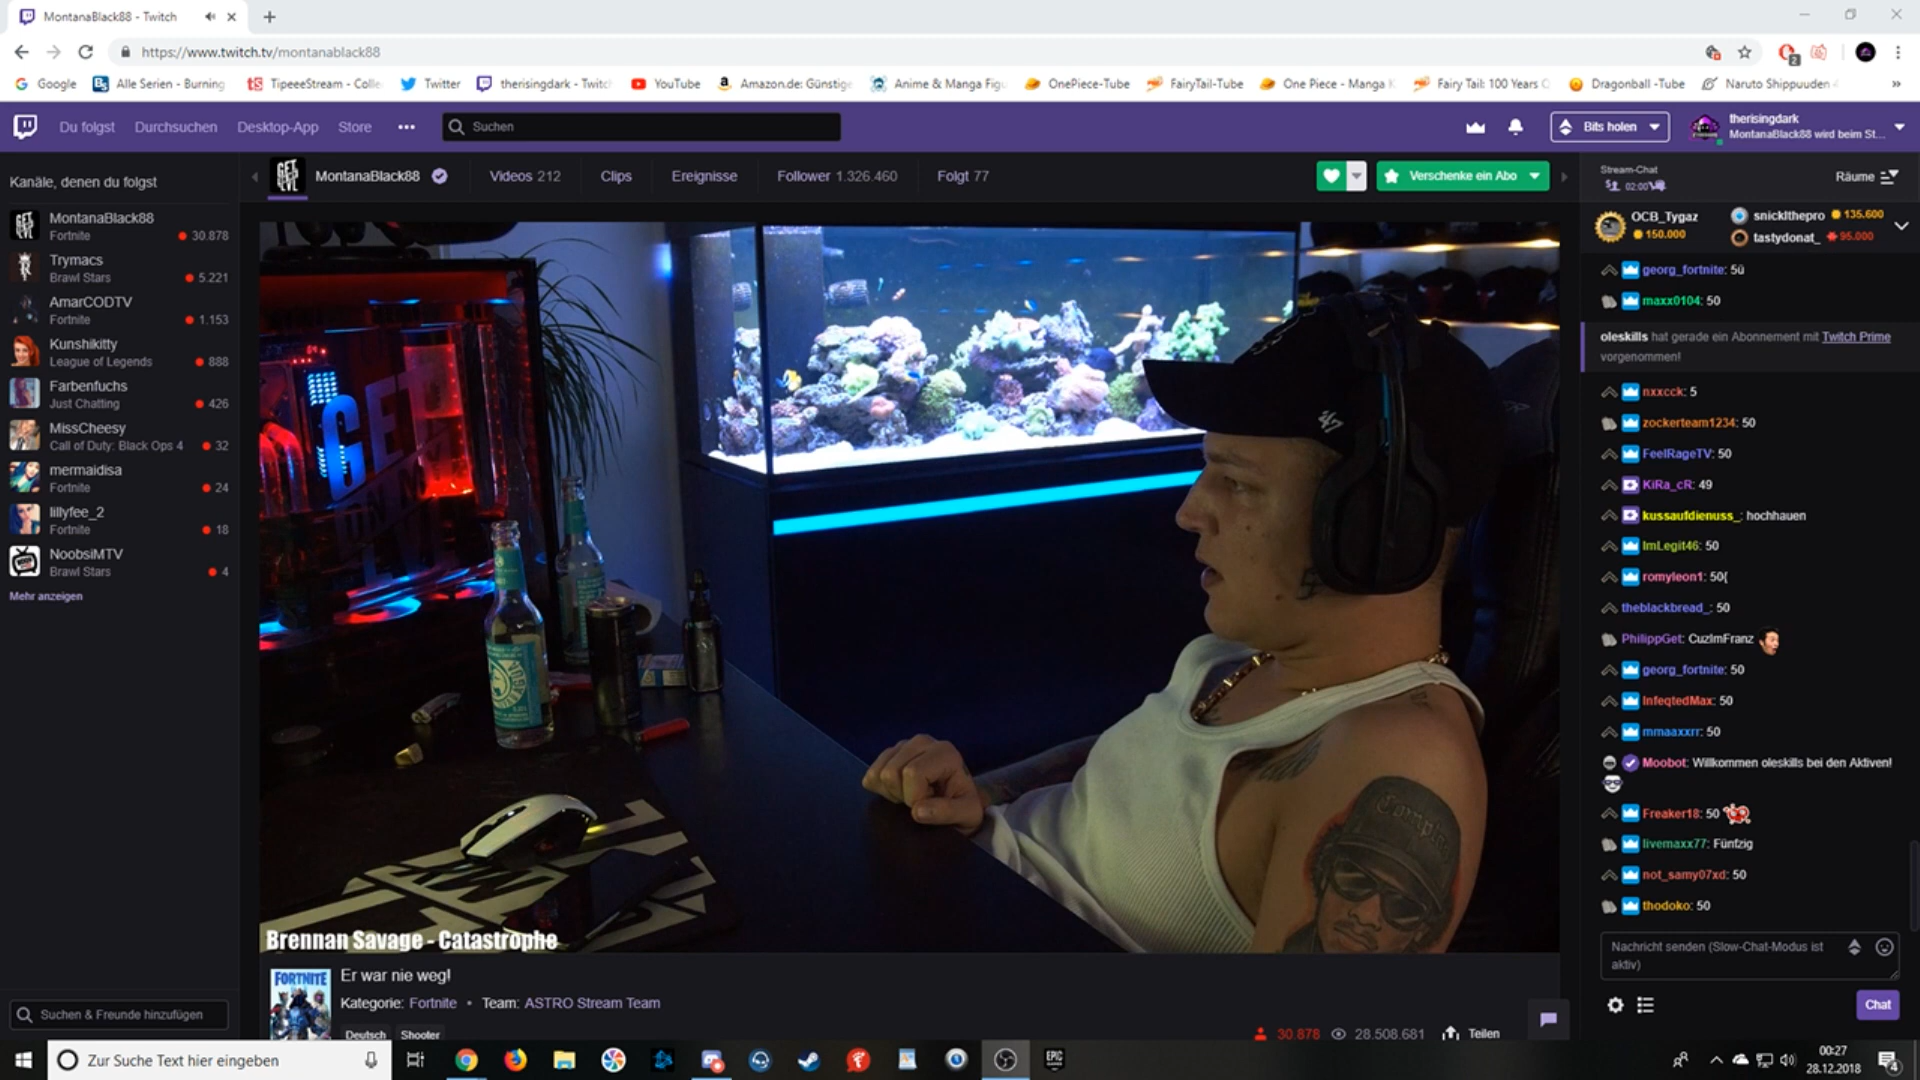 MontanaBlack88 - Twitch
https://www.twitch.tv/montanablack88
2
Google
Alle Serien - Burning
TipeeeStream - Colle
Twitter
therisingdark - Twitc
YouTube
Amazon.de: Günstige
Anime & Manga Figu
OnePiece-Tube
FairyTail-Tube
One Piece - Manga
Fairy Tail: 100 Years
Dragonball -Tube
Naruto Shippuuden
Du folgst
Durchsuchen
Desktop-App
Store
Suchen
Bits holen
therisingdark
MontanaBlack88 wird beim St...
Kanäle, denen du folgst
MontanaBlack88
Fortnite 30.878
Trymacs
Brawl Stars 5.221
AmarCODTV
Fortnite 1.153
Kunshikitty
League of Legends 888
Farbenfuchs
Just Chatting 426
MissCheesy
Call of Duty: Black Ops 4 32
mermaidisa
Fortnite 24
lillyfee_2
Fortnite 18
NoobsiMTV
Brawl Stars 4
Mehr anzeigen
Suchen & Freunde hinzufügen
MontanaBlack88
Videos 212
Clips
Ereignisse
Follower 1.326.460
Folgt 77
Verschenke ein Abo
GET
Compton
Brennan Savage - Catastrophe
FORTNITE
Er war nie weg!
Kategorie: Fortnite • Team: ASTRO Stream Team
Deutsch Shooter
30.878 28.508.681 Teilen
Stream-Chat
02:00
Räume
OCB_Tygaz
150.000
snicklthepro 135.600
tastydonat_ 95.000
georg_fortnite: 5ü
maxx0104: 50
oleskills hat gerade ein Abonnement mit Twitch Prime
vorgenommen!
nxxcck: 5
zockerteam1234: 50
FeelRageTV: 50
KiRa_cR: 49
kussaufdienuss_: hochhauen
ImLegit46: 50
romyleon1: 50(
theblackbread_: 50
PhilippGet: CuzImFranz
georg_fortnite: 50
InfeqtedMax: 50
mmaaxxrr: 50
Moobot: Willkommen oleskills bei den Aktiven!
Freaker18: 50
livemaxx77: Fünfzig
not_samy07xd: 50
thodoko: 50
Nachricht senden (Slow-Chat-Modus ist
aktiv)
Chat
Zur Suche Text hier eingeben
EPIC
00:27
28.12.2018
4